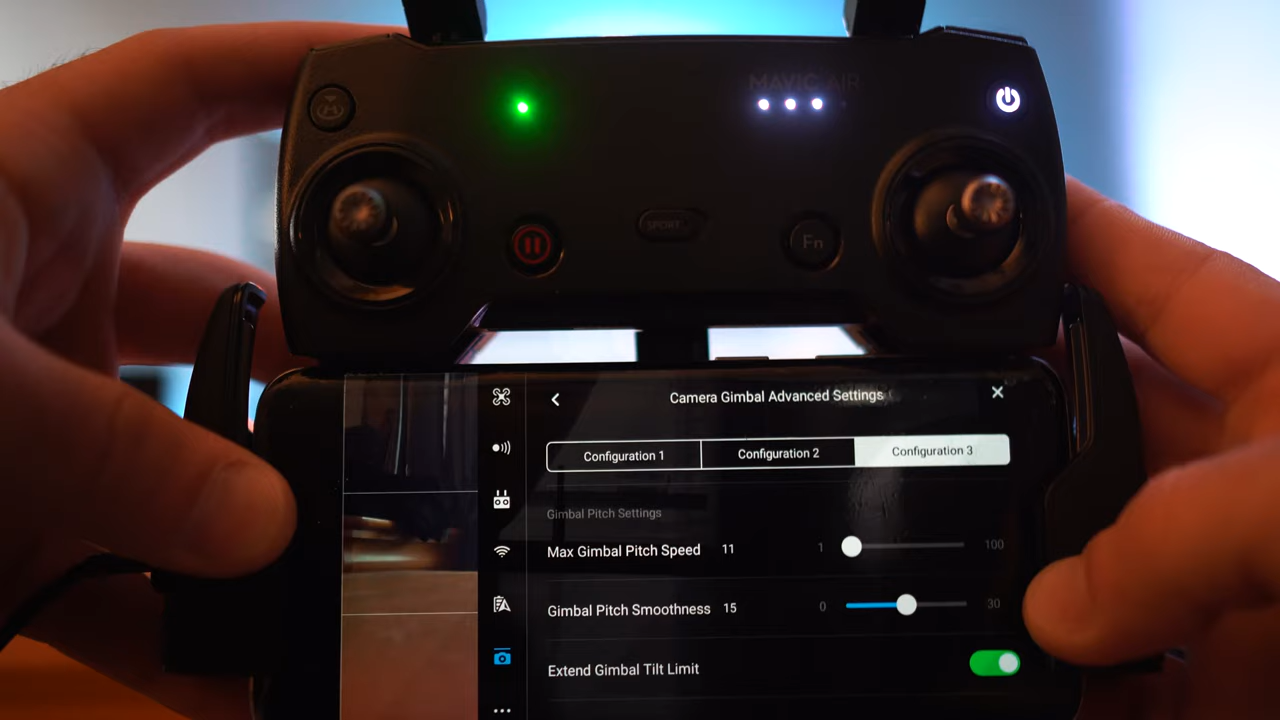 MAVIC AIR
SPORT
Fn
Camera Gimbal Advanced Settings
Configuration 1
Configuration 2
Configuration 3
Gimbal Pitch Settings
Max Gimbal Pitch Speed 11 1 100
Gimbal Pitch Smoothness 15 0 30
Extend Gimbal Tilt Limit